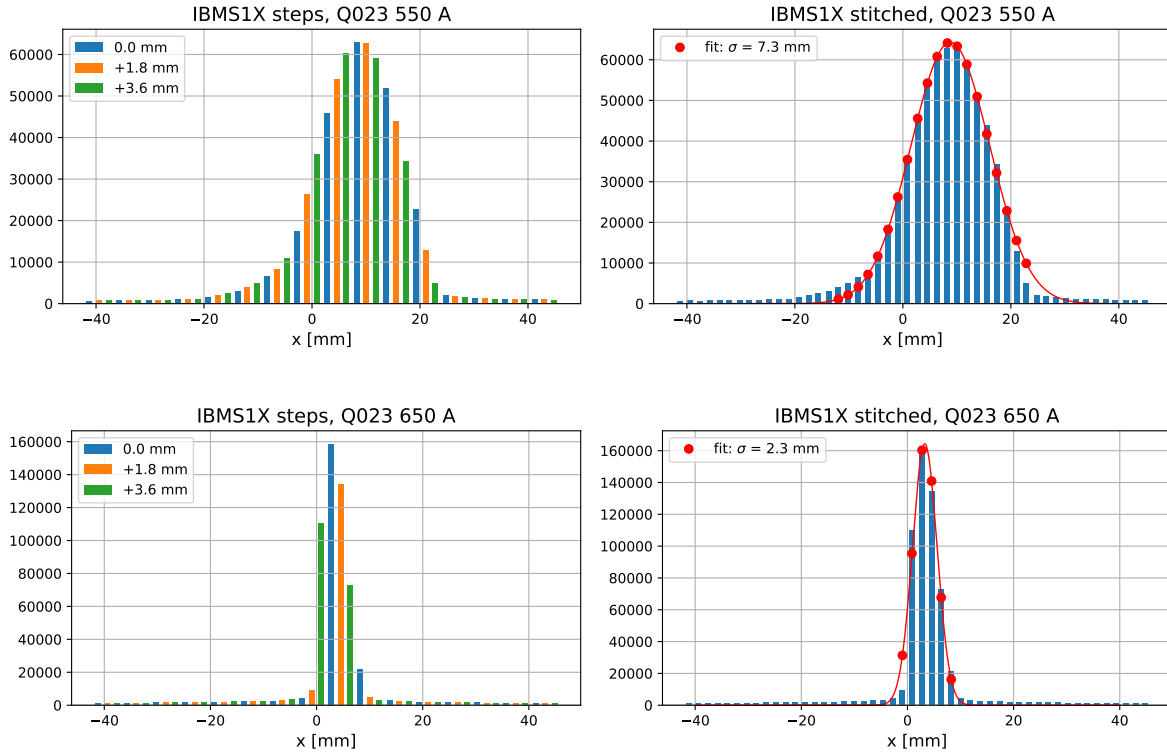 IBMS1X steps, Q023 550 A
60000
50000
40000
30000
20000
10000
0
0.0 mm
+1.8 mm
+3.6 mm
−40 −20 0 20 40
x [mm]
IBMS1X stitched, Q023 550 A
60000
50000
40000
30000
20000
10000
0
fit: σ = 7.3 mm
−40 −20 0 20 40
x [mm]
IBMS1X steps, Q023 650 A
160000
140000
120000
100000
80000
60000
40000
20000
0
0.0 mm
+1.8 mm
+3.6 mm
−40 −20 0 20 40
x [mm]
IBMS1X stitched, Q023 650 A
160000
140000
120000
100000
80000
60000
40000
20000
0
fit: σ = 2.3 mm
−40 −20 0 20 40
x [mm]